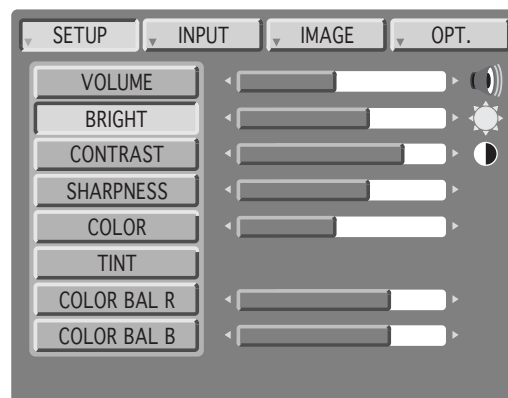 SETUP INPUT IMAGE OPT.
VOLUME
BRIGHT
CONTRAST
SHARPNESS
COLOR
TINT
COLOR BAL R
COLOR BAL B